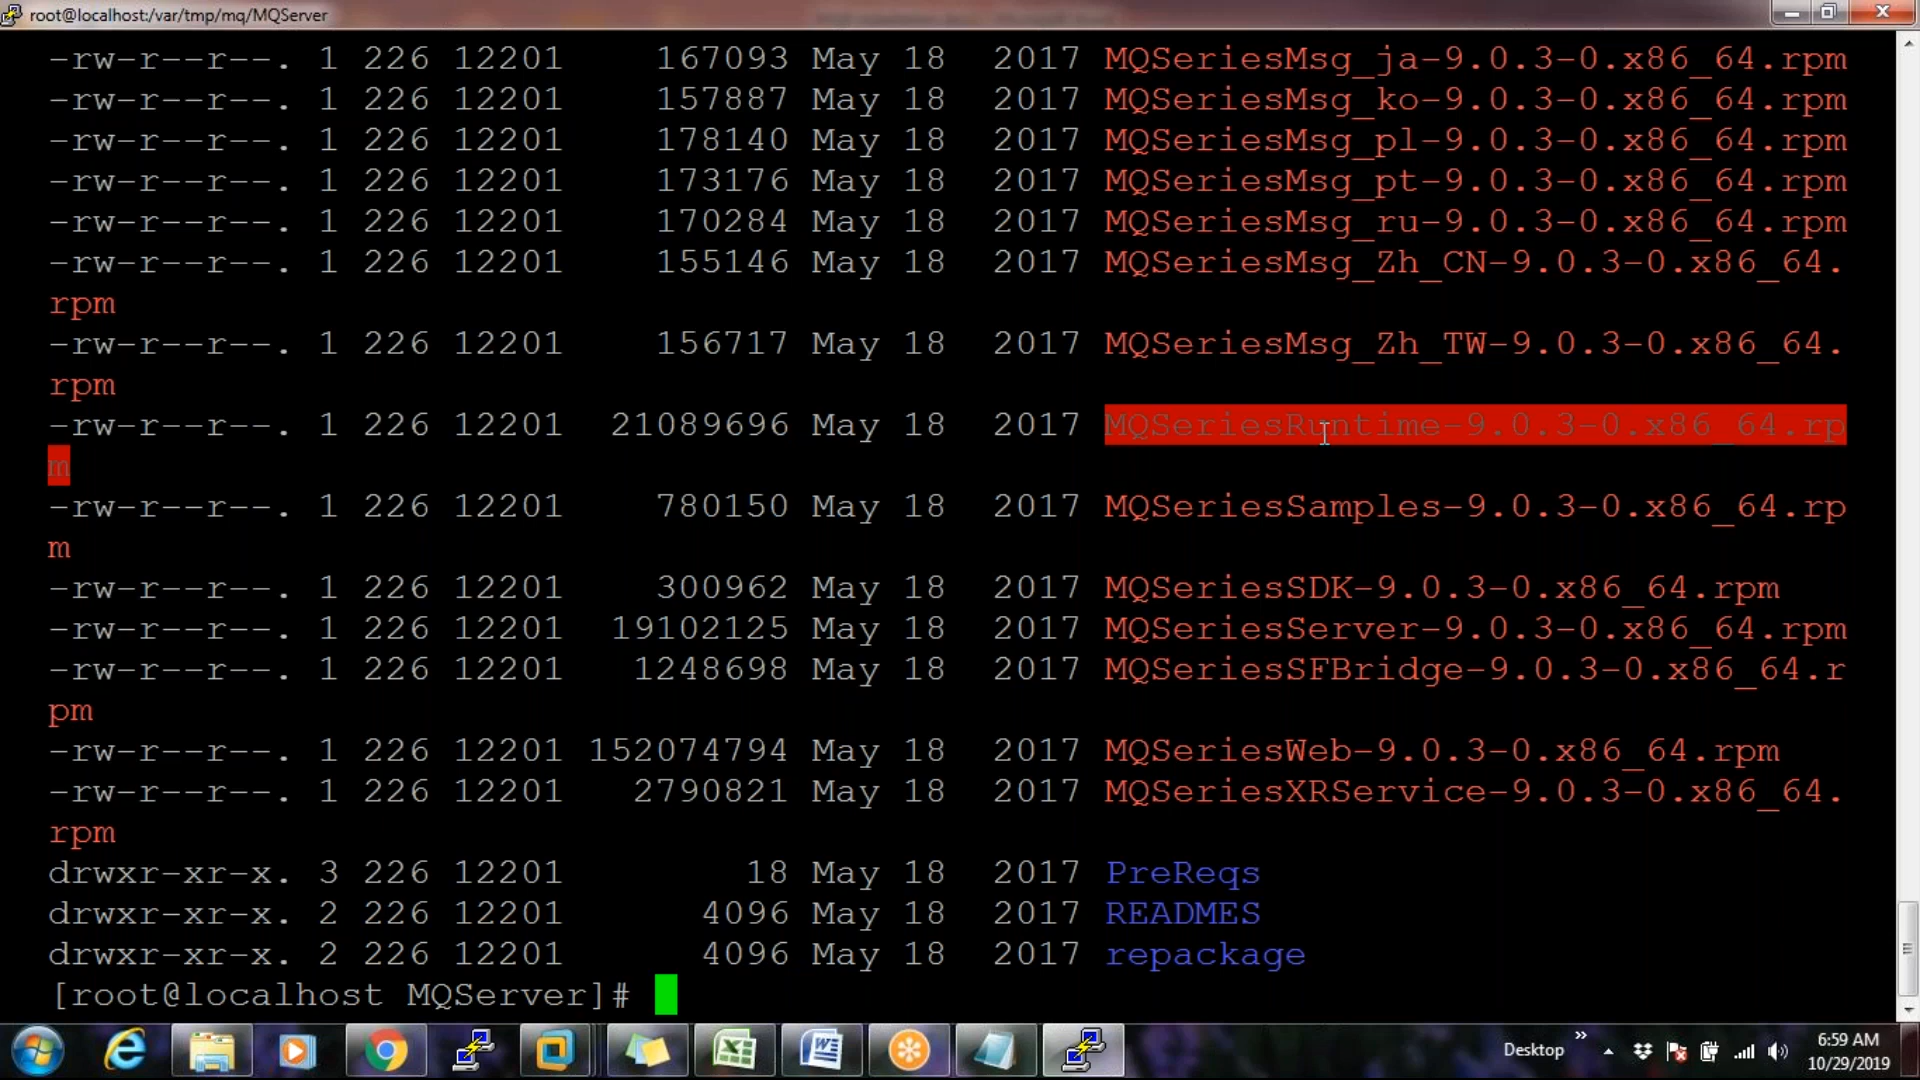 root@localhost:/var/tmp/mq/MQServer
-rw-r--r--. 1 226 12201 167093 May 18 2017 MQSeriesMsg_ja-9.0.3-0.x86_64.rpm
-rw-r--r--. 1 226 12201 157887 May 18 2017 MQSeriesMsg_ko-9.0.3-0.x86_64.rpm
-rw-r--r--. 1 226 12201 178140 May 18 2017 MQSeriesMsg_pl-9.0.3-0.x86_64.rpm
-rw-r--r--. 1 226 12201 173176 May 18 2017 MQSeriesMsg_pt-9.0.3-0.x86_64.rpm
-rw-r--r--. 1 226 12201 170284 May 18 2017 MQSeriesMsg_ru-9.0.3-0.x86_64.rpm
-rw-r--r--. 1 226 12201 155146 May 18 2017 MQSeriesMsg_Zh_CN-9.0.3-0.x86_64.
rpm
-rw-r--r--. 1 226 12201 156717 May 18 2017 MQSeriesMsg_Zh_TW-9.0.3-0.x86_64.
rpm
-rw-r--r--. 1 226 12201 21089696 May 18 2017 MQSeriesRuntime-9.0.3-0.x86_64.rp
m
-rw-r--r--. 1 226 12201 780150 May 18 2017 MQSeriesSamples-9.0.3-0.x86_64.rp
m
-rw-r--r--. 1 226 12201 300962 May 18 2017 MQSeriesSDK-9.0.3-0.x86_64.rpm
-rw-r--r--. 1 226 12201 19102125 May 18 2017 MQSeriesServer-9.0.3-0.x86_64.rpm
-rw-r--r--. 1 226 12201 1248698 May 18 2017 MQSeriesSFBridge-9.0.3-0.x86_64.r
pm
-rw-r--r--. 1 226 12201 152074794 May 18 2017 MQSeriesWeb-9.0.3-0.x86_64.rpm
-rw-r--r--. 1 226 12201 2790821 May 18 2017 MQSeriesXRService-9.0.3-0.x86_64.
rpm
drwxr-xr-x. 3 226 12201 18 May 18 2017 PreReqs
drwxr-xr-x. 2 226 12201 4096 May 18 2017 READMES
drwxr-xr-x. 2 226 12201 4096 May 18 2017 repackage
[root@localhost MQServer]#
Desktop
6:59 AM
10/29/2019